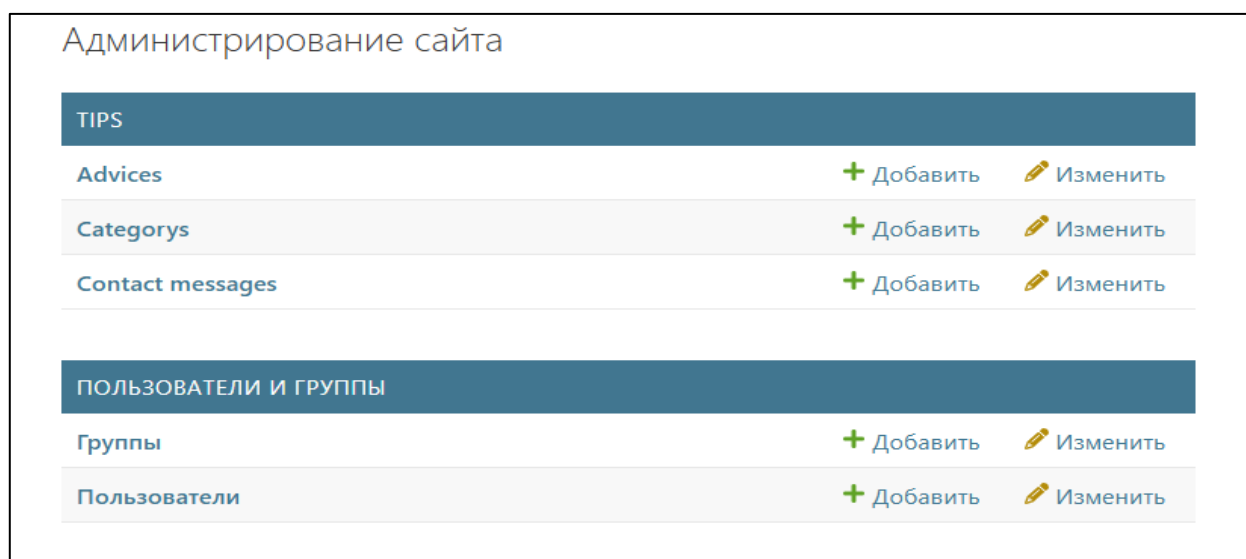 Администрирование сайта
TIPS
Advices Добавить Изменить
Categorys Добавить Изменить
Contact messages Добавить Изменить
ПОЛЬЗОВАТЕЛИ И ГРУППЫ
Группы Добавить Изменить
Пользователи Добавить Изменить